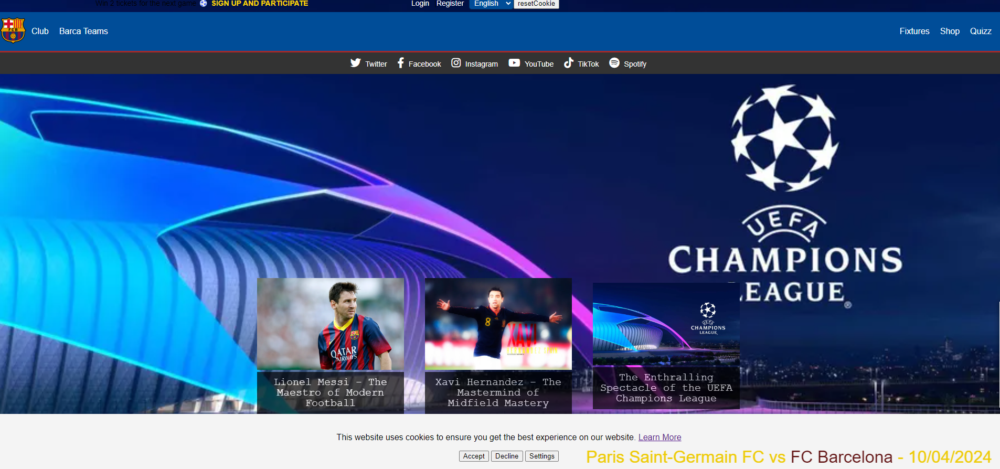 Win 2 tickets for the next game SIGN UP AND PARTICIPATE Login Register English resetCookie
FCB Club Barca Teams Fixtures Shop Quizz
Twitter Facebook Instagram YouTube TikTok Spotify
UEFA
CHAMPIONS
LEAGUE®
QATAR
AIRWAYS
Lionel Messi – The
Maestro of Modern
Football
8
XAVI
Xavi Hernandez – The
Mastermind of
Midfield Mastery
UEFA
CHAMPIONS
LEAGUE
The Enthralling
Spectacle of the UEFA
Champions League
This website uses cookies to ensure you get the best experience on our website. Learn More
Accept Decline Settings
Paris Saint-Germain FC vs FC Barcelona - 10/04/2024